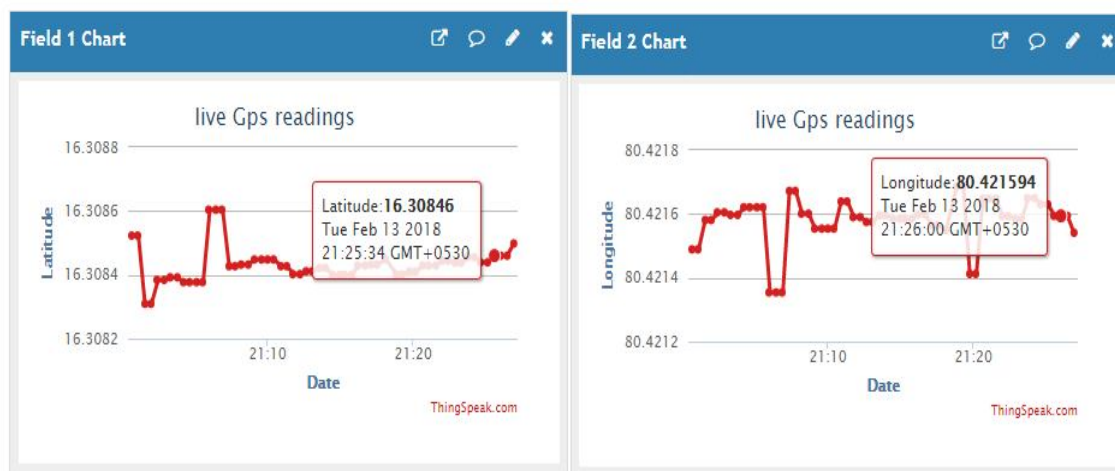 Field 1 Chart
live Gps readings
16.3088
16.3086
16.3084
16.3082
Latitude
Latitude:16.30846
Tue Feb 13 2018
21:25:34 GMT+0530
21:10
21:20
Date
ThingSpeak.com
Field 2 Chart
live Gps readings
80.4218
80.4216
80.4214
80.4212
Longitude
Longitude:80.421594
Tue Feb 13 2018
21:26:00 GMT+0530
21:10
21:20
Date
ThingSpeak.com